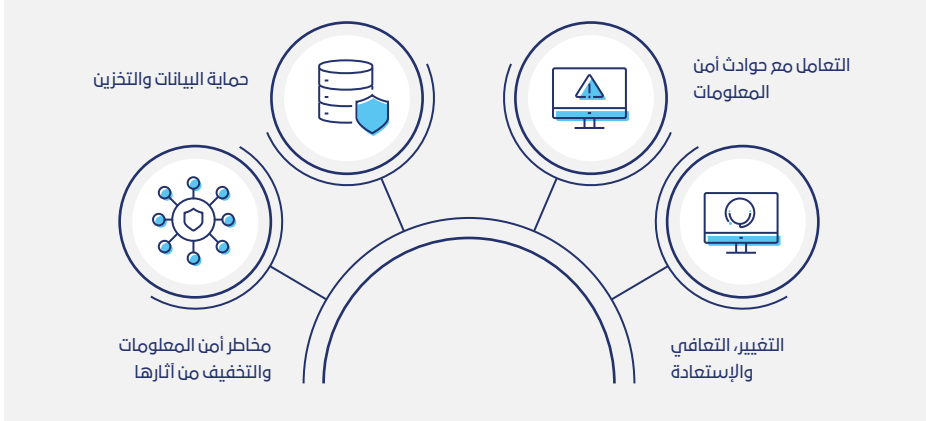 التعامل مع حوادث أمن
المعلومات
حماية البيانات والتخزين
التغيير، التعافي
والإستعادة
مخاطر أمن المعلومات
والتخفيف من آثارها